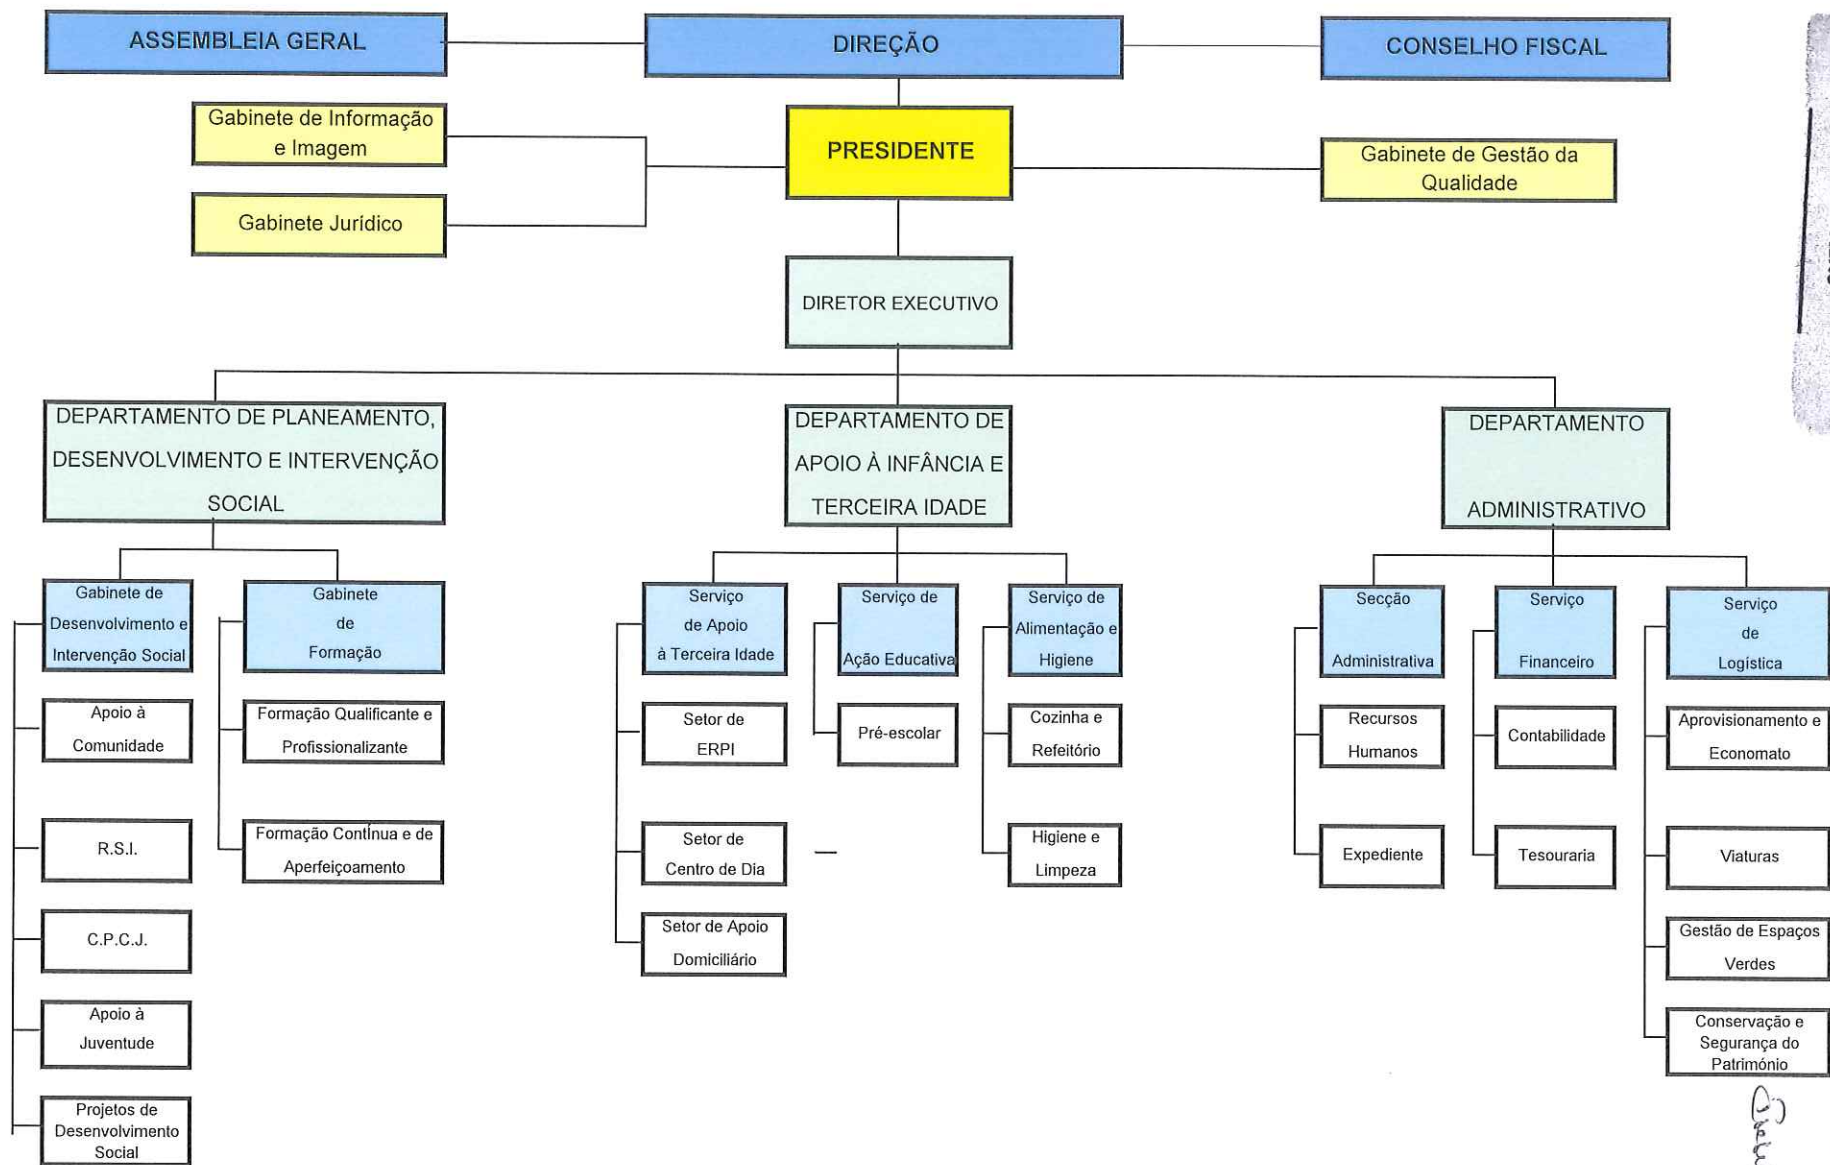 ASSEMBLEIA GERAL
DIREÇÃO
CONSELHO FISCAL
Gabinete de Informação
e Imagem
PRESIDENTE
Gabinete de Gestão da
Qualidade
Gabinete Jurídico
DIRETOR EXECUTIVO
DEPARTAMENTO DE PLANEAMENTO,
DESENVOLVIMENTO E INTERVENÇÃO
SOCIAL
DEPARTAMENTO DE
APOIO À INFÂNCIA E
TERCEIRA IDADE
DEPARTAMENTO
ADMINISTRATIVO
Gabinete de
Desenvolvimento e
Intervenção Social
Gabinete
de
Formação
Serviço
de Apoio
à Terceira Idade
Serviço de
Ação Educativa
Serviço de
Alimentação e
Higiene
Secção
Administrativa
Serviço
Financeiro
Serviço
de
Logística
Apoio à
Comunidade
Formação Qualificante e
Profissionalizante
Setor de
ERPI
Pré-escolar
Cozinha e
Refeitório
Recursos
Humanos
Contabilidade
Aprovisionamento e
Economato
R.S.I.
Formação Contínua e de
Aperfeiçoamento
Setor de
Centro de Dia
Higiene e
Limpeza
Expediente
Tesouraria
Viaturas
C.P.C.J.
Setor de Apoio
Domiciliário
Gestão de Espaços
Verdes
Apoio à
Juventude
Conservação e
Segurança do
Património
Projetos de
Desenvolvimento
Social